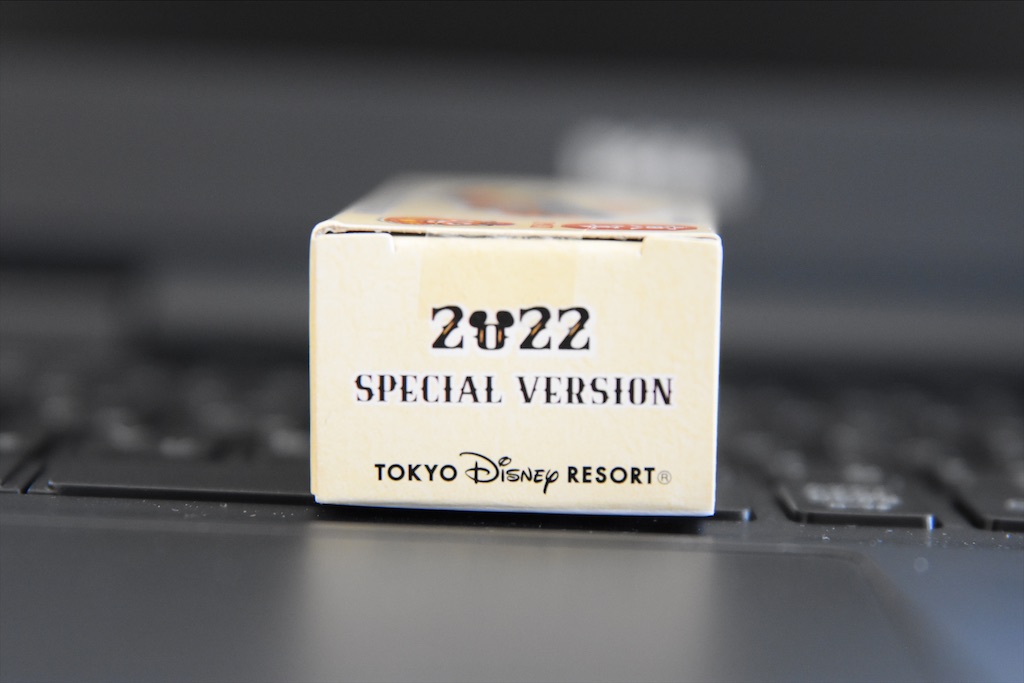 2022
SPECIAL VERSION
TOKYO Disney RESORT®